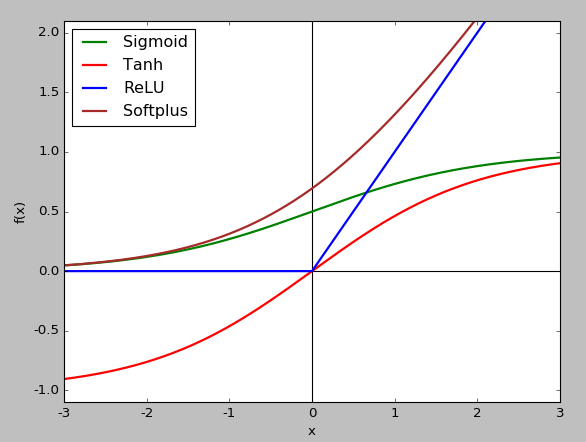 Sigmoid
Tanh
ReLU
Softplus
2.0
1.5
1.0
0.5
0.0
-0.5
-1.0
f(x)
-3 -2 -1 0 1 2 3
x